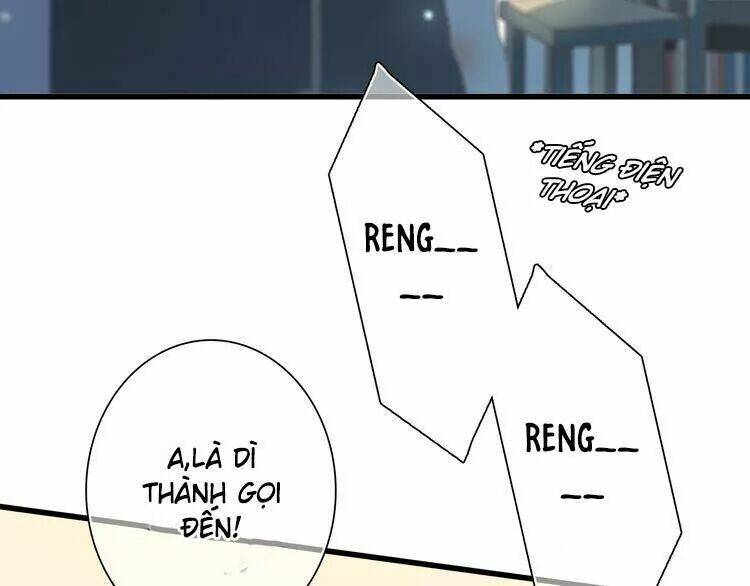 *TIẾNG ĐIỆN
THOẠI*
RENG__
__
RENG__
__
A,LÀ DÌ
THÀNH GỌI
ĐẾN!